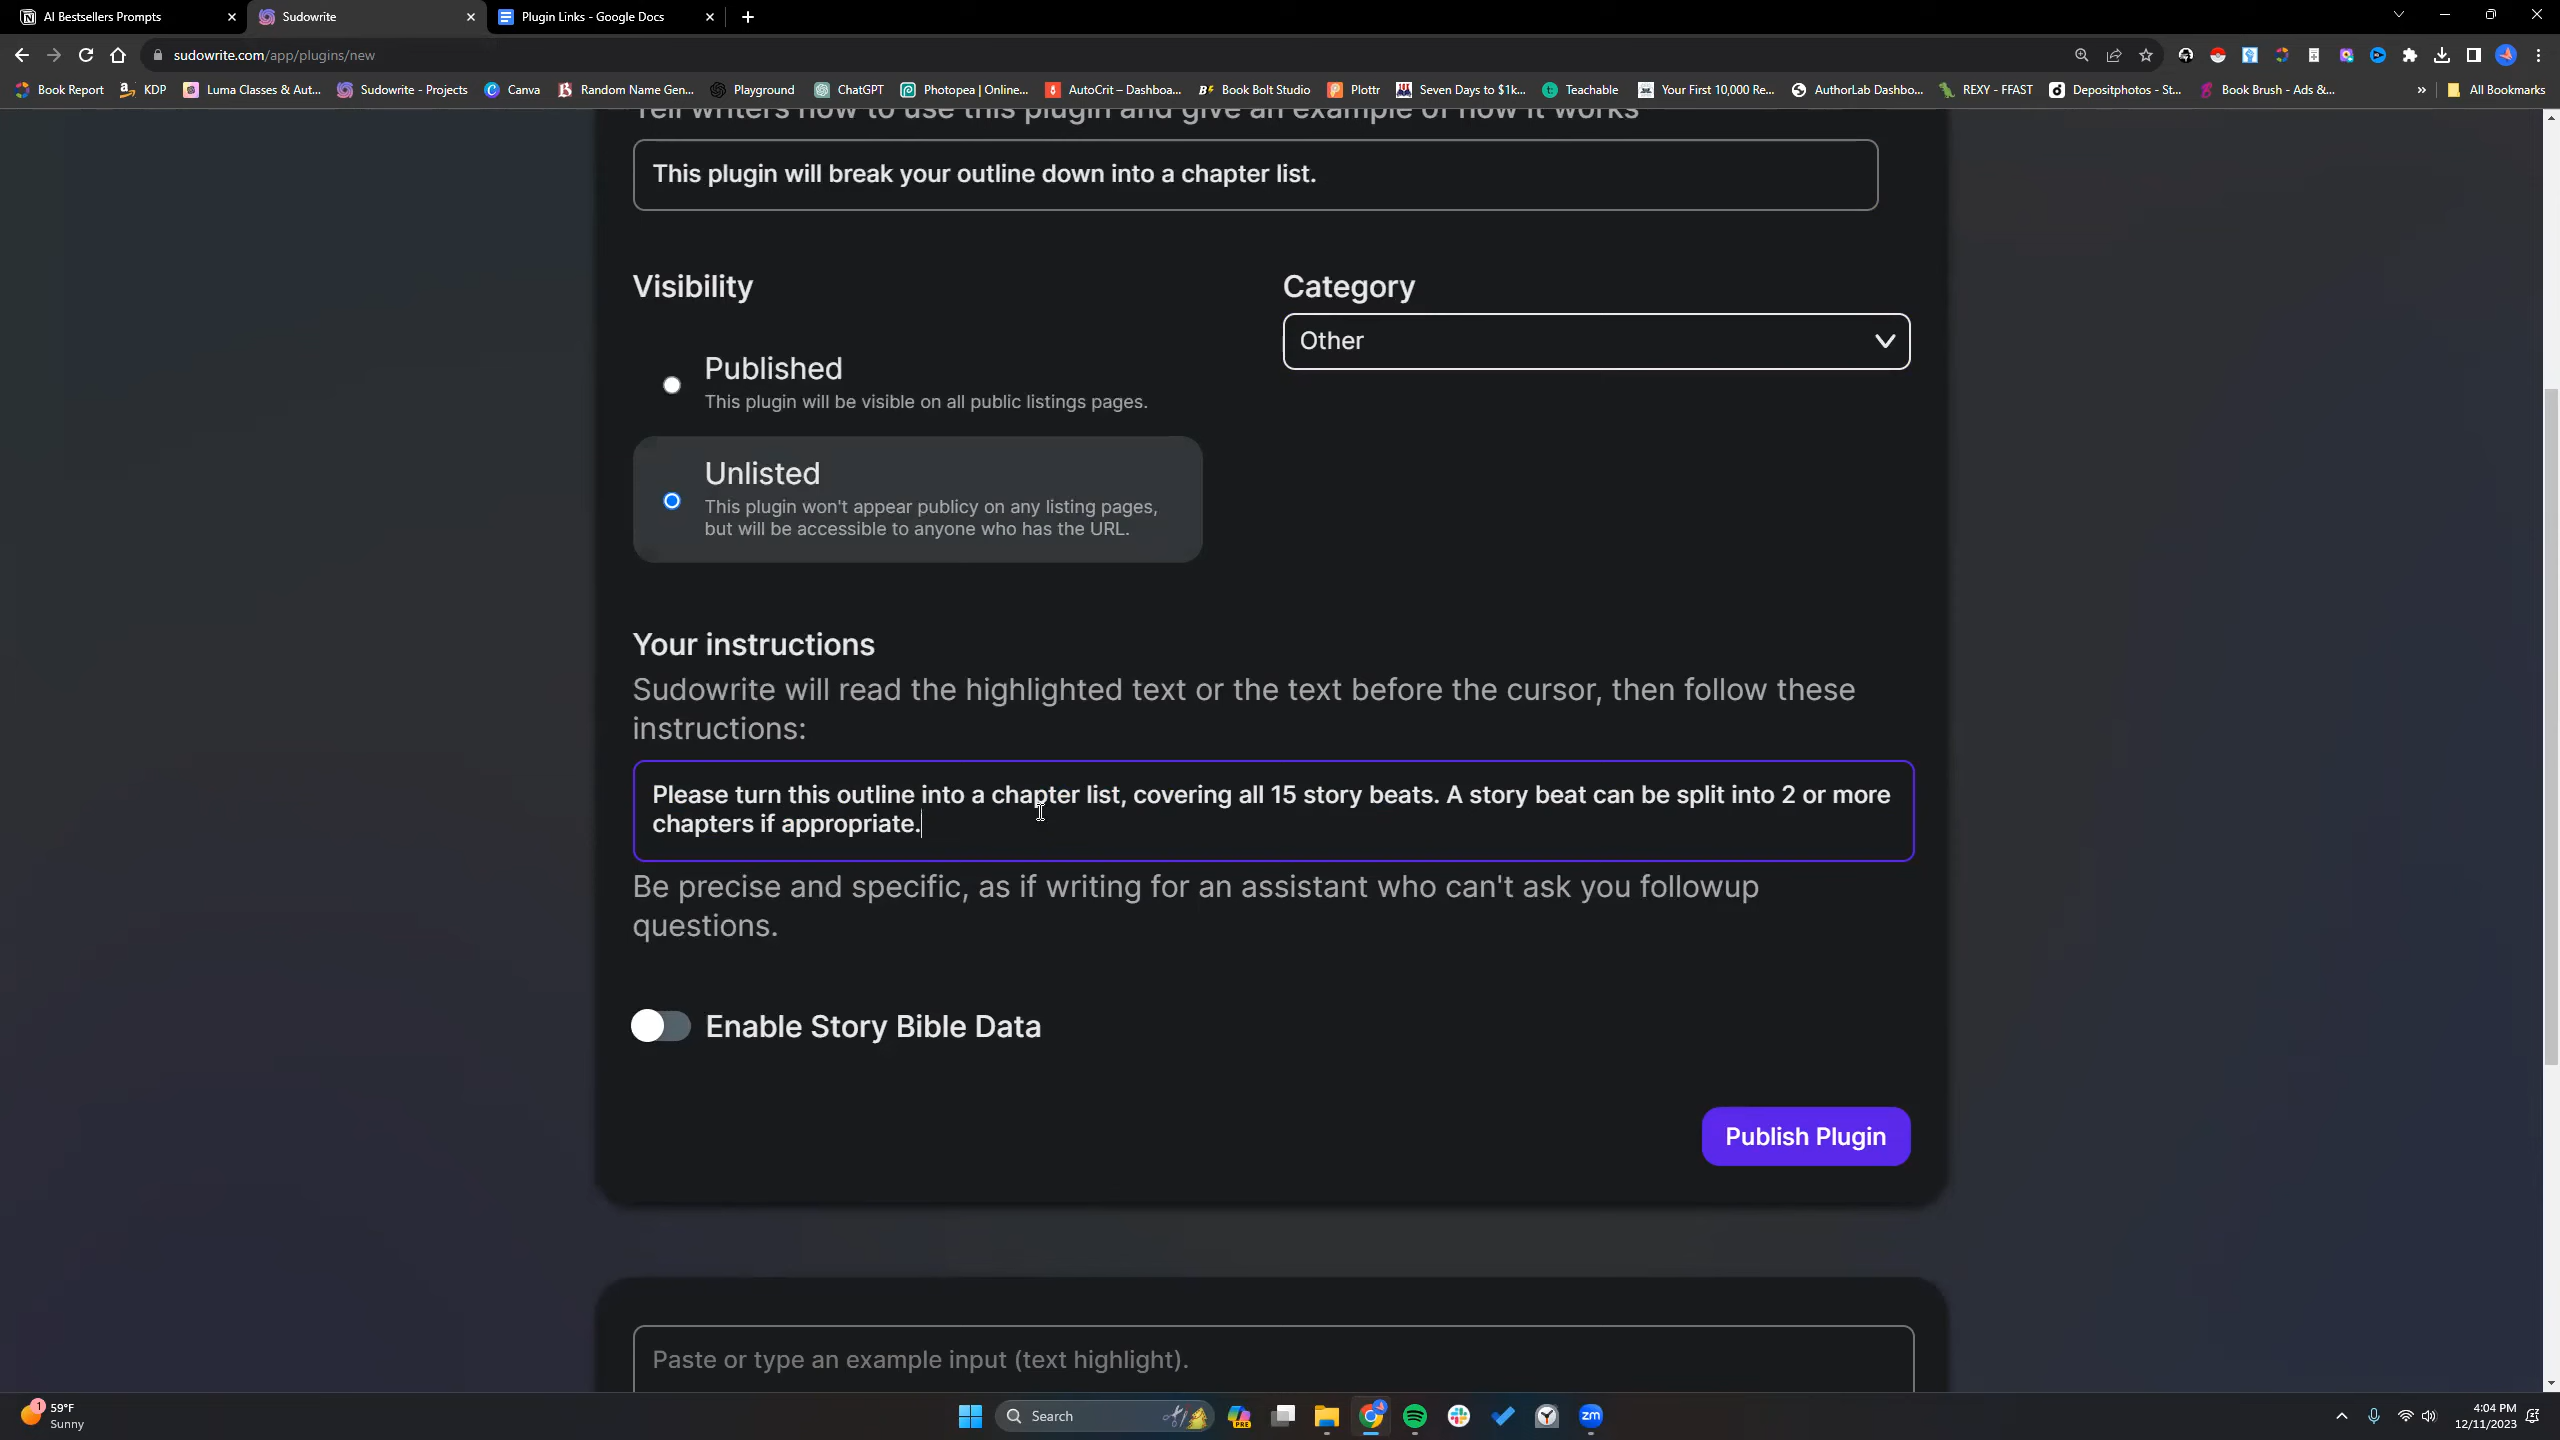 AI Bestsellers Prompts
Sudowrite
Plugin Links - Google Docs
sudowrite.com/app/plugins/new
Book Report
KDP
Luma Classes & Aut...
Sudowrite - Projects
Canva
Random Name Gen...
Playground
ChatGPT
Photopea | Online...
AutoCrit – Dashboa...
Book Bolt Studio
Plottr
Seven Days to $1k...
Teachable
Your First 10,000 Re...
AuthorLab Dashbo...
REXY - FFAST
Depositphotos - St...
Book Brush - Ads &...
All Bookmarks
Tell writers how to use this plugin and give an example of how it works
This plugin will break your outline down into a chapter list.
Visibility
Category
Other
Published
This plugin will be visible on all public listings pages.
Unlisted
This plugin won't appear publicy on any listing pages,
but will be accessible to anyone who has the URL.
Your instructions
Sudowrite will read the highlighted text or the text before the cursor, then follow these
instructions:
Please turn this outline into a chapter list, covering all 15 story beats. A story beat can be split into 2 or more
chapters if appropriate.
Be precise and specific, as if writing for an assistant who can't ask you followup
questions.
Enable Story Bible Data
Publish Plugin
Paste or type an example input (text highlight).
1
59°F
Sunny
Search
PRE
zm
4:04 PM
12/11/2023